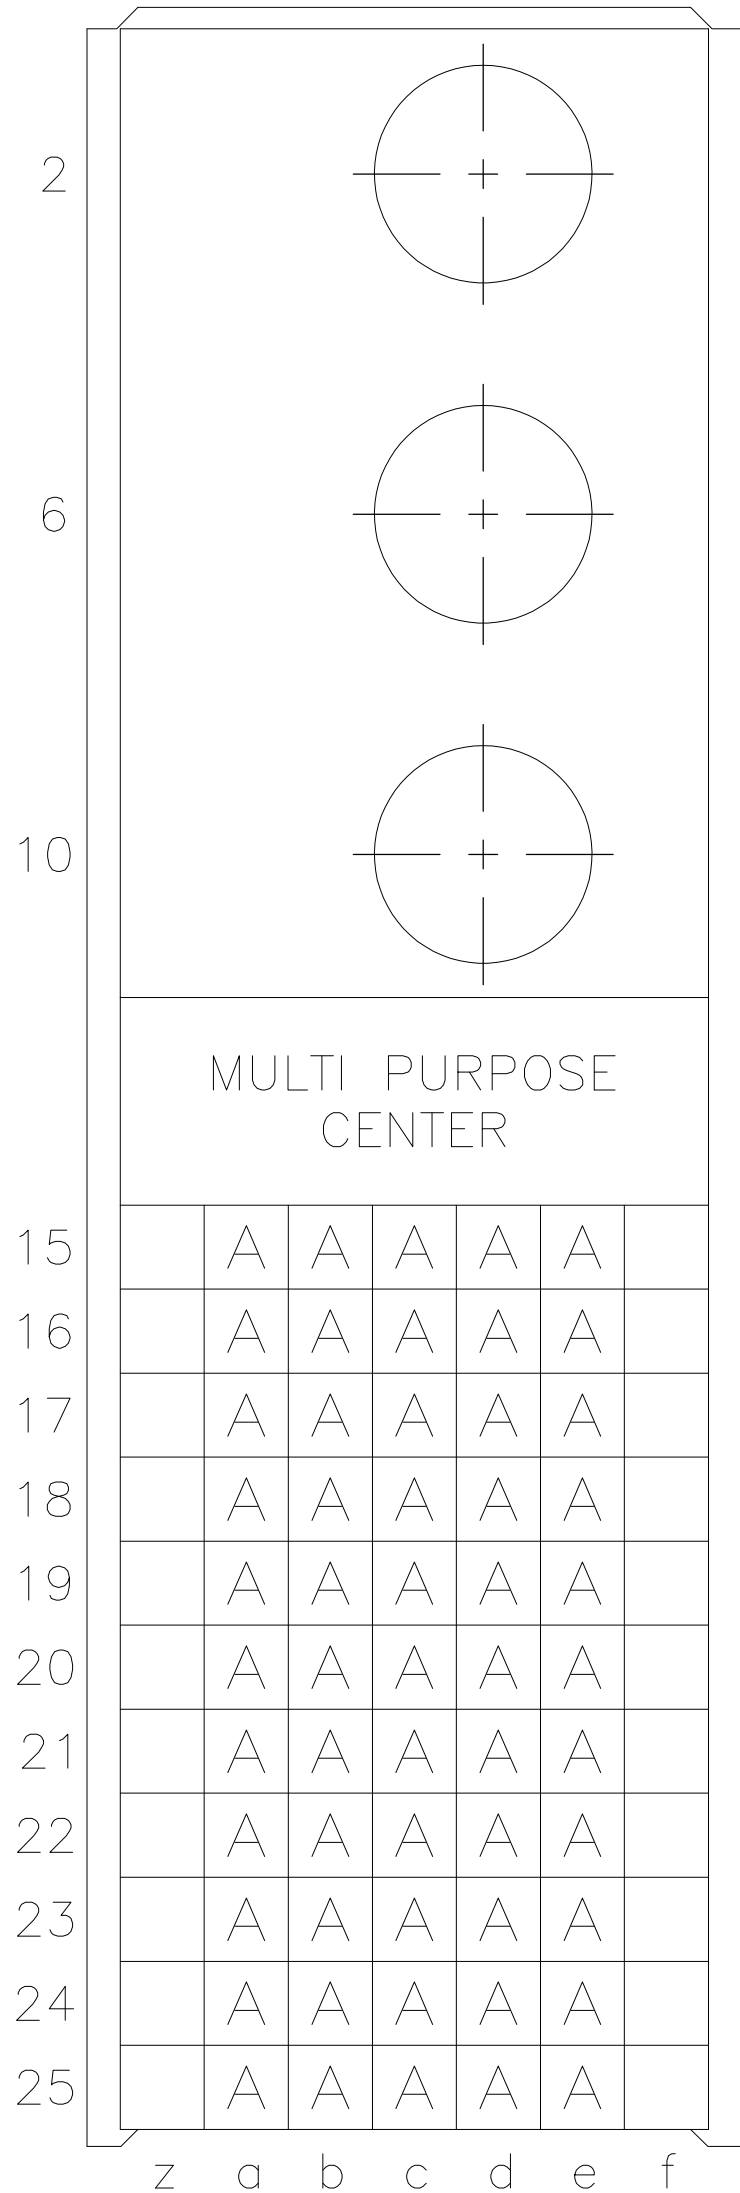 2
6
10
MULTI PURPOSE
CENTER
15 A A A A A
16 A A A A A
17 A A A A A
18 A A A A A
19 A A A A A
20 A A A A A
21 A A A A A
22 A A A A A
23 A A A A A
24 A A A A A
25 A A A A A
z a b c d e f